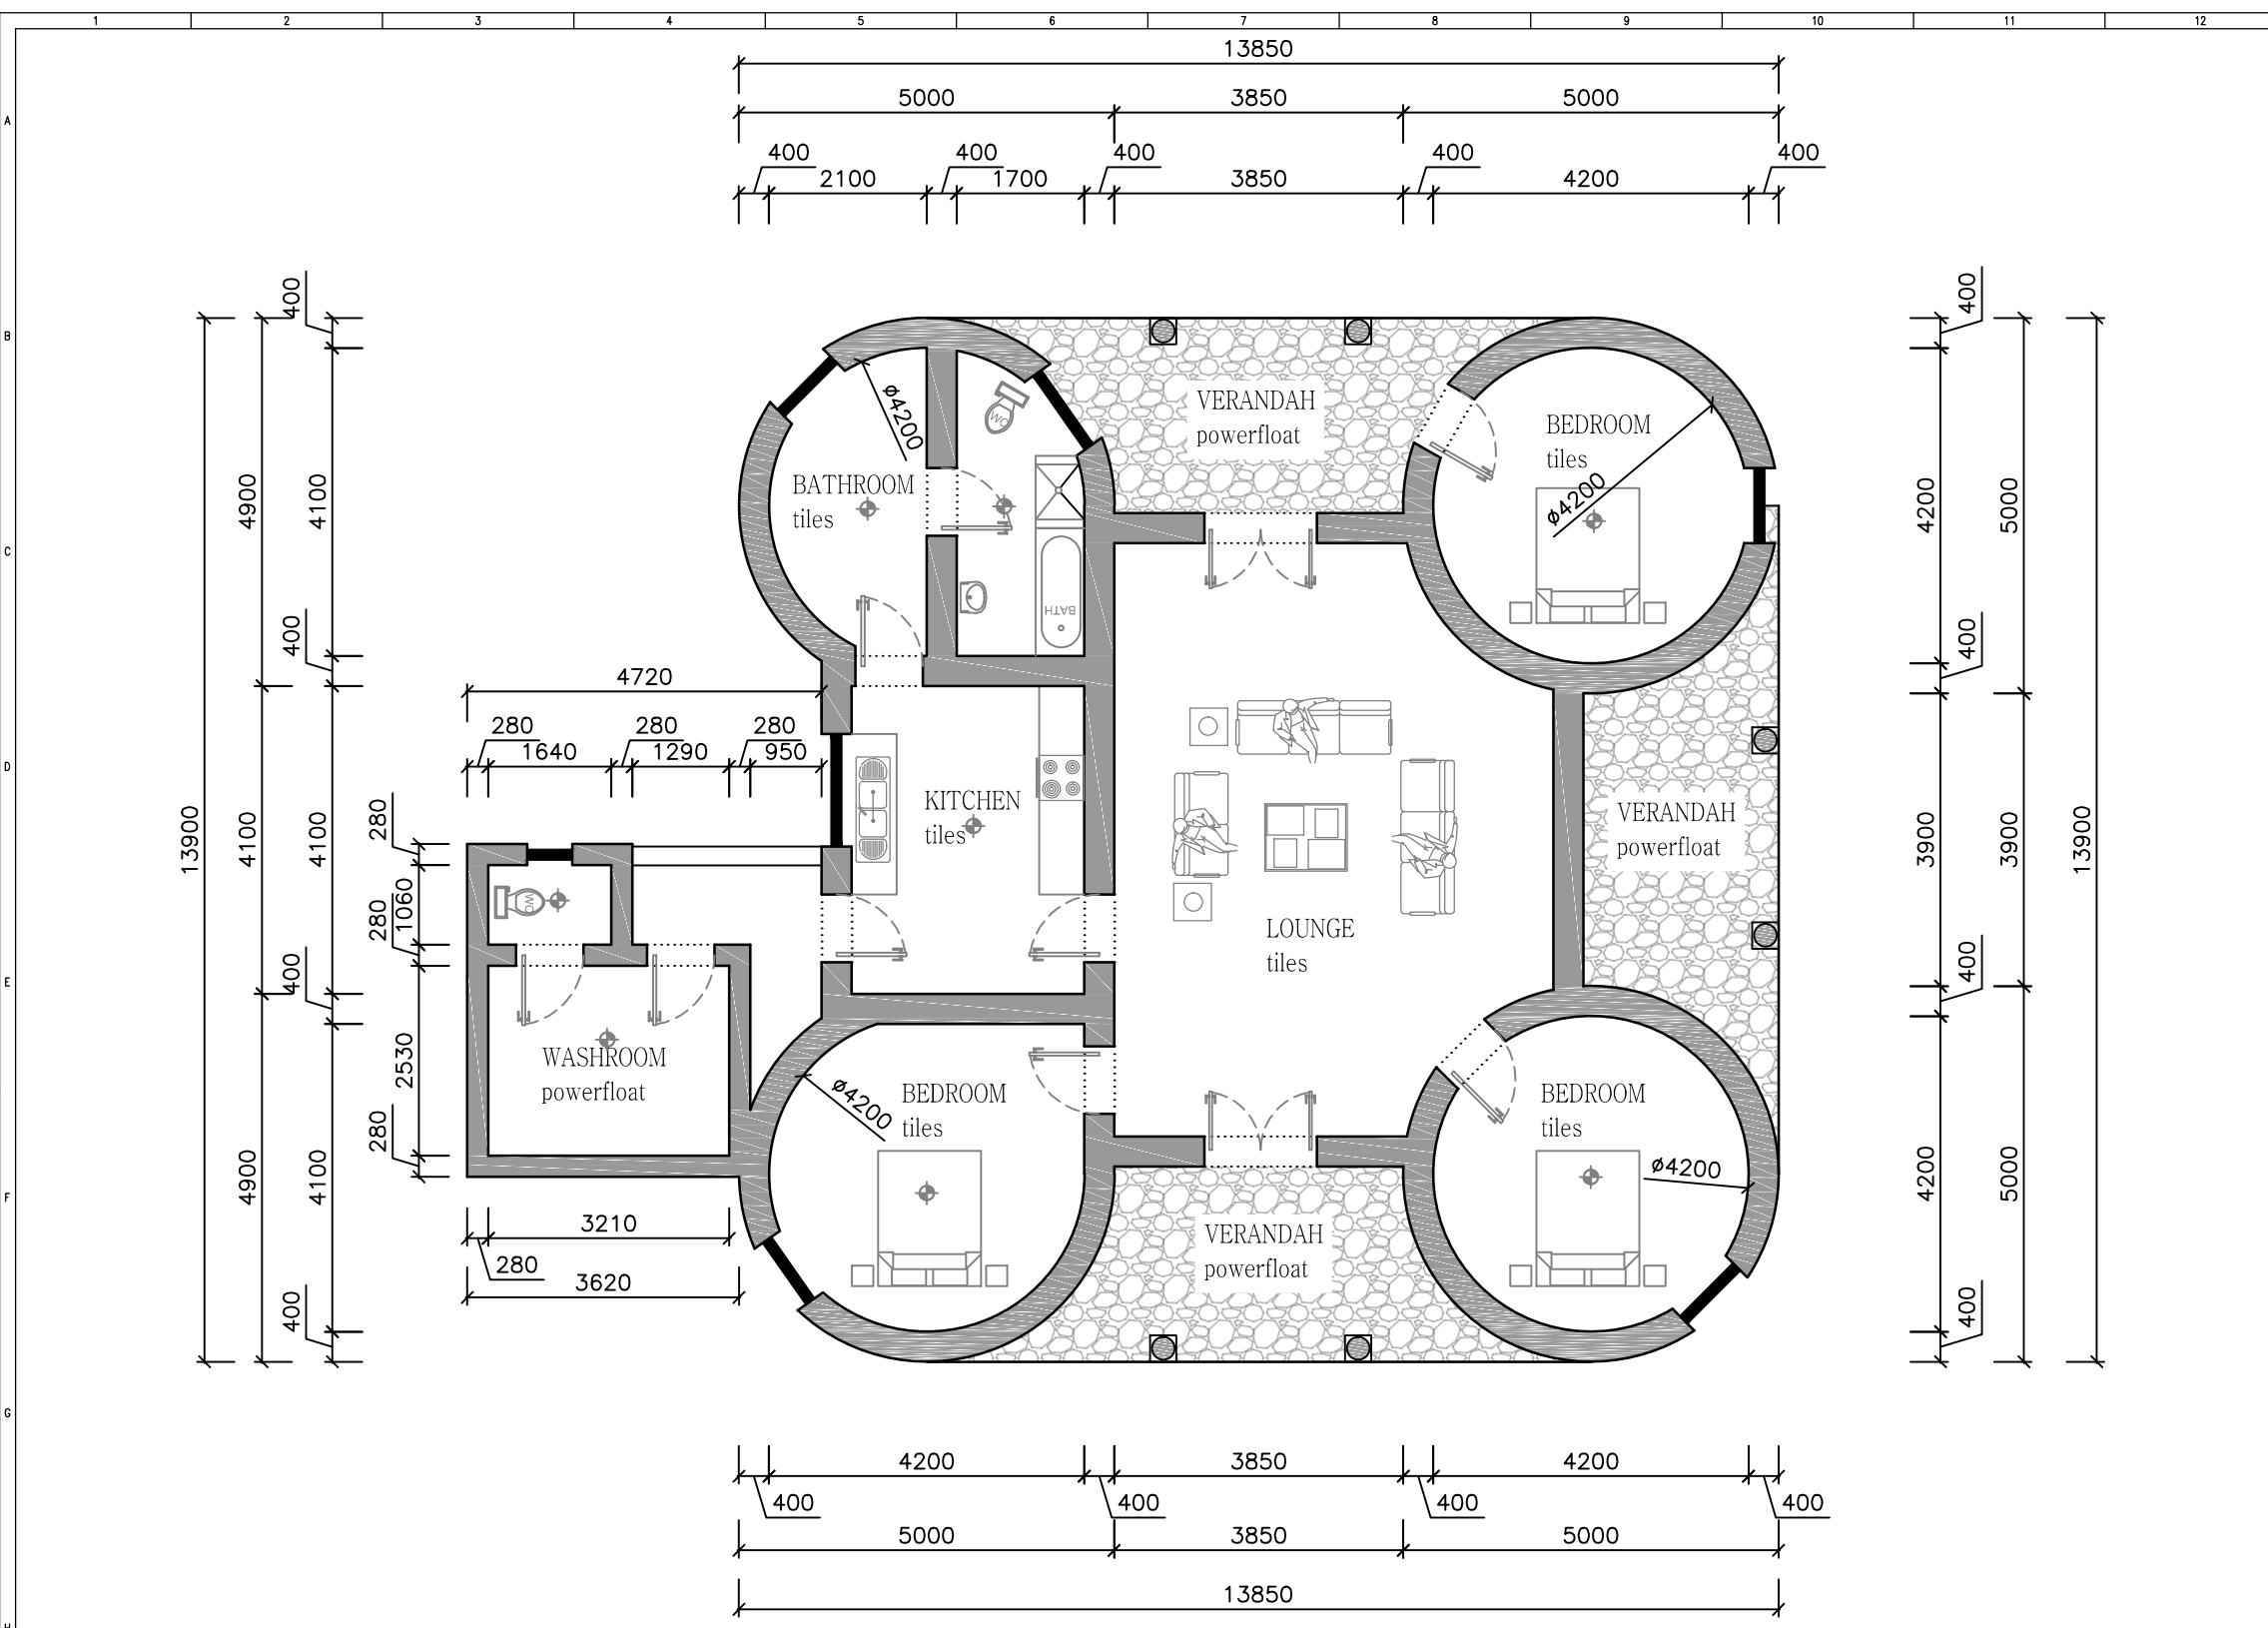 1 2 3 4 5 6 7 8 9 10 11 12
13850
5000 3850 5000
400 400 400 400 400
2100 1700 3850 4200
A
B
C
D
E
F
G
H
400
4900
4100
400
13900
4100
4100
400
4900
4100
400
4720
280 280 280
1640 1290 950
280
1060
280
2530
280
3210
280
3620
ø4200
BATHROOM
tiles
WC
BATH
VERANDAH
powerfloat
BEDROOM
tiles
ø4200
KITCHEN
tiles
LOUNGE
tiles
VERANDAH
powerfloat
WC
WASHROOM
powerfloat
ø4200
BEDROOM
tiles
VERANDAH
powerfloat
BEDROOM
tiles
ø4200
400
4200
5000
400
3900
3900
13900
400
4200
5000
400
4200 3850 4200
400 400 400 400
5000 3850 5000
13850